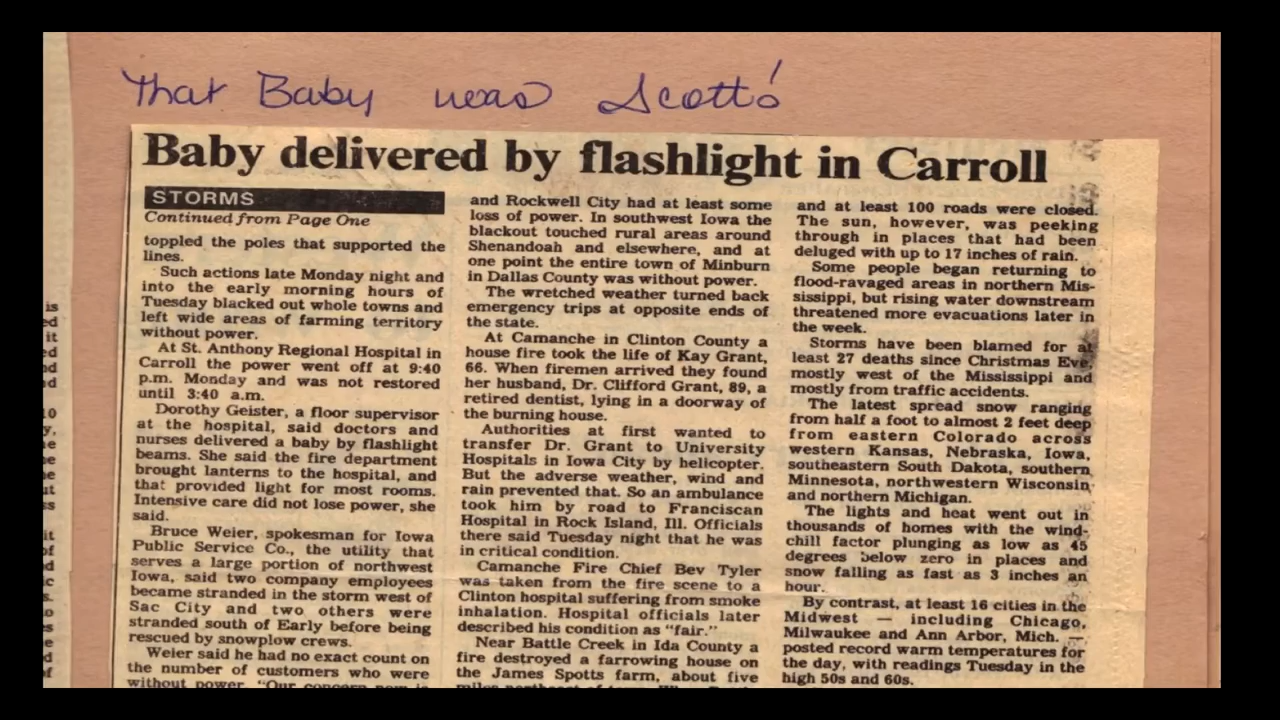 That Baby was Scott!
Baby delivered by flashlight in Carroll
STORMS
Continued from Page One
toppled the poles that supported the
lines.
Such actions late Monday night and
into the early morning hours of
Tuesday blacked out whole towns and
left wide areas of farming territory
without power.
At St. Anthony Regional Hospital in
Carroll the power went off at 9:40
p.m. Monday and was not restored
until 3:40 a.m.
Dorothy Geister, a floor supervisor
at the hospital, said doctors and
nurses delivered a baby by flashlight
beams. She said the fire department
brought lanterns to the hospital, and
that provided light for most rooms.
Intensive care did not lose power, she
said.
Bruce Weier, spokesman for Iowa
Public Service Co., the utility that
serves a large portion of northwest
Iowa, said two company employees
became stranded in the storm west of
Sac City and two others were
stranded south of Early before being
rescued by snowplow crews.
Weier said he had no exact count on
the number of customers who were
without power. "Our concern now is
and Rockwell City had at least some
loss of power. In southwest Iowa the
blackout touched rural areas around
Shenandoah and elsewhere, and at
one point the entire town of Minburn
in Dallas County was without power.
The wretched weather turned back
emergency trips at opposite ends of
the state.
At Camanche in Clinton County a
house fire took the life of Kay Grant,
66. When firemen arrived they found
her husband, Dr. Clifford Grant, 89, a
retired dentist, lying in a doorway of
the burning house.
Authorities at first wanted to
transfer Dr. Grant to University
Hospitals in Iowa City by helicopter.
But the adverse weather, wind and
rain prevented that. So an ambulance
took him by road to Franciscan
Hospital in Rock Island, Ill. Officials
there said Tuesday night that he was
in critical condition.
Camanche Fire Chief Bev Tyler
was taken from the fire scene to a
Clinton hospital suffering from smoke
inhalation. Hospital officials later
described his condition as "fair."
Near Battle Creek in Ida County a
fire destroyed a farrowing house on
the James Spotts farm, about five
and at least 100 roads were closed.
The sun, however, was peeking
through in places that had been
deluged with up to 17 inches of rain.
Some people began returning to
flood-ravaged areas in northern Mis-
sissippi, but rising water downstream
threatened more evacuations later in
the week.
Storms have been blamed for at
least 27 deaths since Christmas Eve,
mostly west of the Mississippi and
mostly from traffic accidents.
The latest spread snow ranging
from half a foot to almost 2 feet deep
from eastern Colorado across
western Kansas, Nebraska, Iowa,
southeastern South Dakota, southern
Minnesota, northwestern Wisconsin
and northern Michigan.
The lights and heat went out in
thousands of homes with the wind-
chill factor plunging as low as 45
degrees below zero in places and
snow falling as fast as 3 inches an
hour.
By contrast, at least 16 cities in the
Midwest — including Chicago,
Milwaukee and Ann Arbor, Mich. —
posted record warm temperatures for
the day, with readings Tuesday in the
high 50s and 60s.